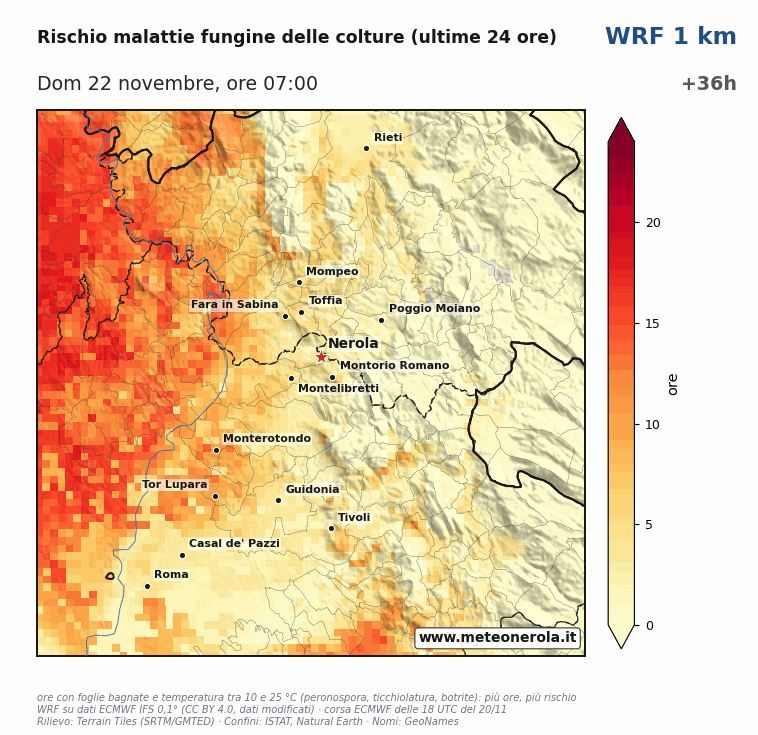 Rischio malattie fungine delle colture (ultime 24 ore)
WRF 1 km
Dom 22 novembre, ore 07:00
+36h
Rieti
Mompeo
Fara in Sabina
Toffia
Poggio Moiano
Nerola
Montorio Romano
Montelibretti
Monterotondo
Tor Lupara
Guidonia
Tivoli
Casal de' Pazzi
Roma
www.meteonerola.it
20
15
10
5
0
ore
ore con foglie bagnate e temperatura tra 10 e 25 °C (peronospora, ticchiolatura, botrite): più ore, più rischio
WRF su dati ECMWF IFS 0,1° (CC BY 4.0, dati modificati) · corsa ECMWF delle 18 UTC del 20/11
Rilievo: Terrain Tiles (SRTM/GMTED) · Confini: ISTAT, Natural Earth · Nomi: GeoNames